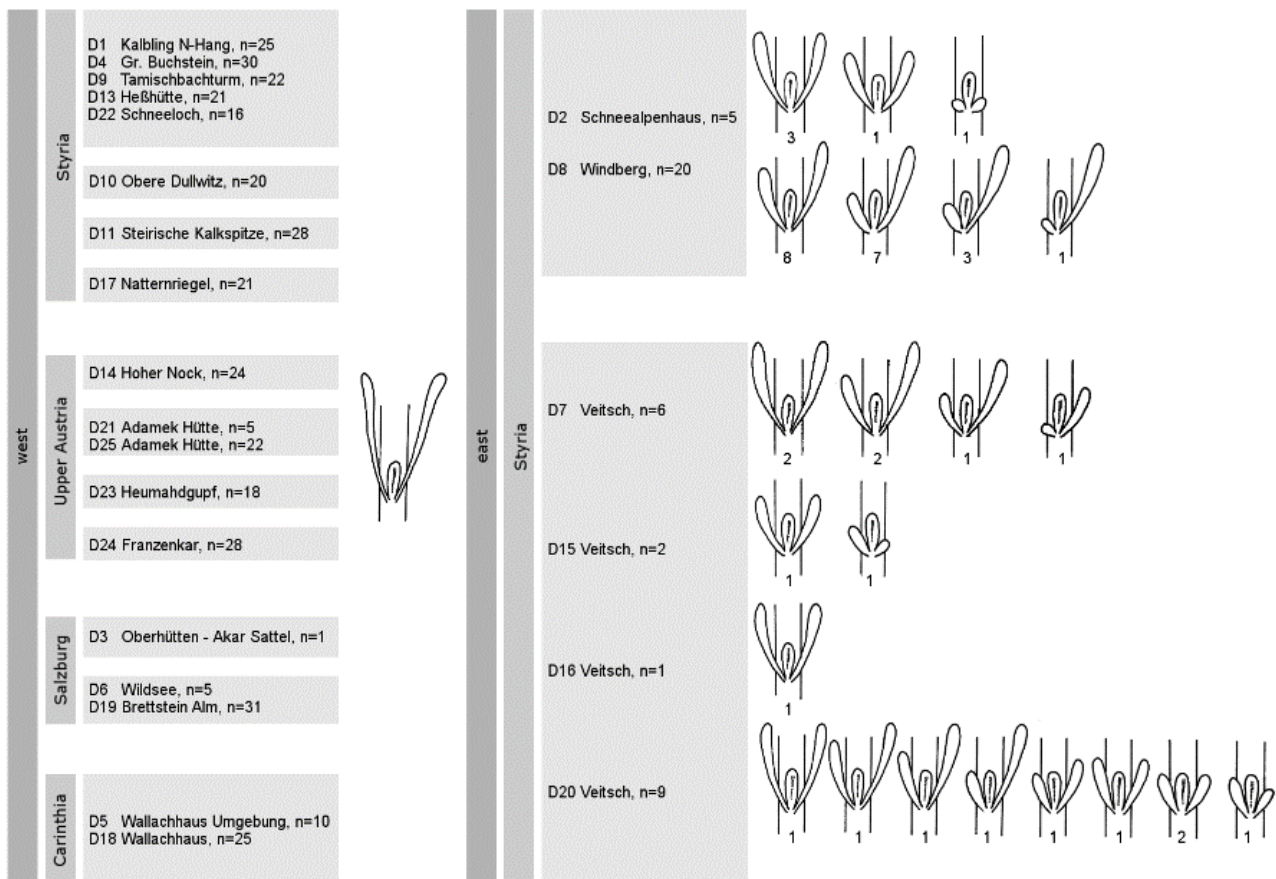 west
Styria
D1 Kalbling N-Hang, n=25
D4 Gr. Buchstein, n=30
D9 Tamischbachturm, n=22
D13 Heßhütte, n=21
D22 Schneeloch, n=16
D10 Obere Dullwitz, n=20
D11 Steirische Kalkspitze, n=28
D17 Natternriegel, n=21
Upper Austria
D14 Hoher Nock, n=24
D21 Adamek Hütte, n=5
D25 Adamek Hütte, n=22
D23 Heumahdgupf, n=18
D24 Franzenkar, n=28
Salzburg
D3 Oberhütten - Akar Sattel, n=1
D6 Wildsee, n=5
D19 Brettstein Alm, n=31
Carinthia
D5 Wallachhaus Umgebung, n=10
D18 Wallachhaus, n=25
east
Styria
D2 Schneealpenhaus, n=5
3 1 1
D8 Windberg, n=20
8 7 3 1
D7 Veitsch, n=6
2 2 1 1
D15 Veitsch, n=2
1 1
D16 Veitsch, n=1
1
D20 Veitsch, n=9
1 1 1 1 1 1 2 1